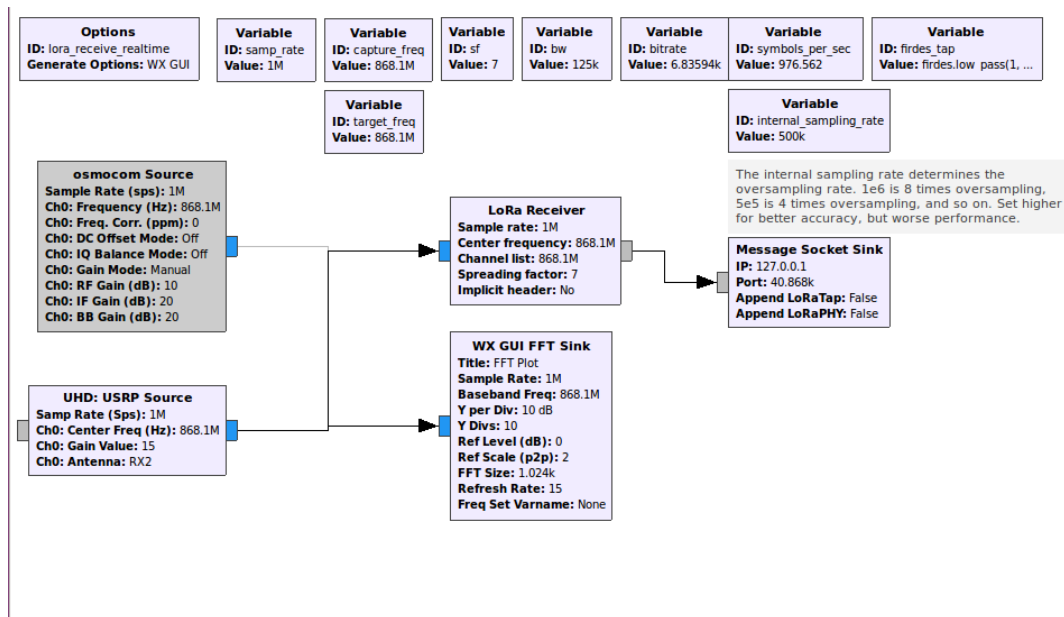 Options
ID: lora_receive_realtime
Generate Options: WX GUI
Variable
ID: samp_rate
Value: 1M
Variable
ID: capture_freq
Value: 868.1M
Variable
ID: sf
Value: 7
Variable
ID: bw
Value: 125k
Variable
ID: bitrate
Value: 6.83594k
Variable
ID: symbols_per_sec
Value: 976.562
Variable
ID: firdes_tap
Value: firdes.low_pass(1, ...
Variable
ID: target_freq
Value: 868.1M
Variable
ID: internal_sampling_rate
Value: 500k
The internal sampling rate determines the
oversampling rate. 1e6 is 8 times oversampling,
5e5 is 4 times oversampling, and so on. Set higher
for better accuracy, but worse performance.
osmocom Source
Sample Rate (sps): 1M
Ch0: Frequency (Hz): 868.1M
Ch0: Freq. Corr. (ppm): 0
Ch0: DC Offset Mode: Off
Ch0: IQ Balance Mode: Off
Ch0: Gain Mode: Manual
Ch0: RF Gain (dB): 10
Ch0: IF Gain (dB): 20
Ch0: BB Gain (dB): 20
LoRa Receiver
Sample rate: 1M
Center frequency: 868.1M
Channel list: 868.1M
Spreading factor: 7
Implicit header: No
Message Socket Sink
IP: 127.0.0.1
Port: 40.868k
Append LoRaTap: False
Append LoRaPHY: False
UHD: USRP Source
Samp Rate (Sps): 1M
Ch0: Center Freq (Hz): 868.1M
Ch0: Gain Value: 15
Ch0: Antenna: RX2
WX GUI FFT Sink
Title: FFT Plot
Sample Rate: 1M
Baseband Freq: 868.1M
Y per Div: 10 dB
Y Divs: 10
Ref Level (dB): 0
Ref Scale (p2p): 2
FFT Size: 1.024k
Refresh Rate: 15
Freq Set Varname: None